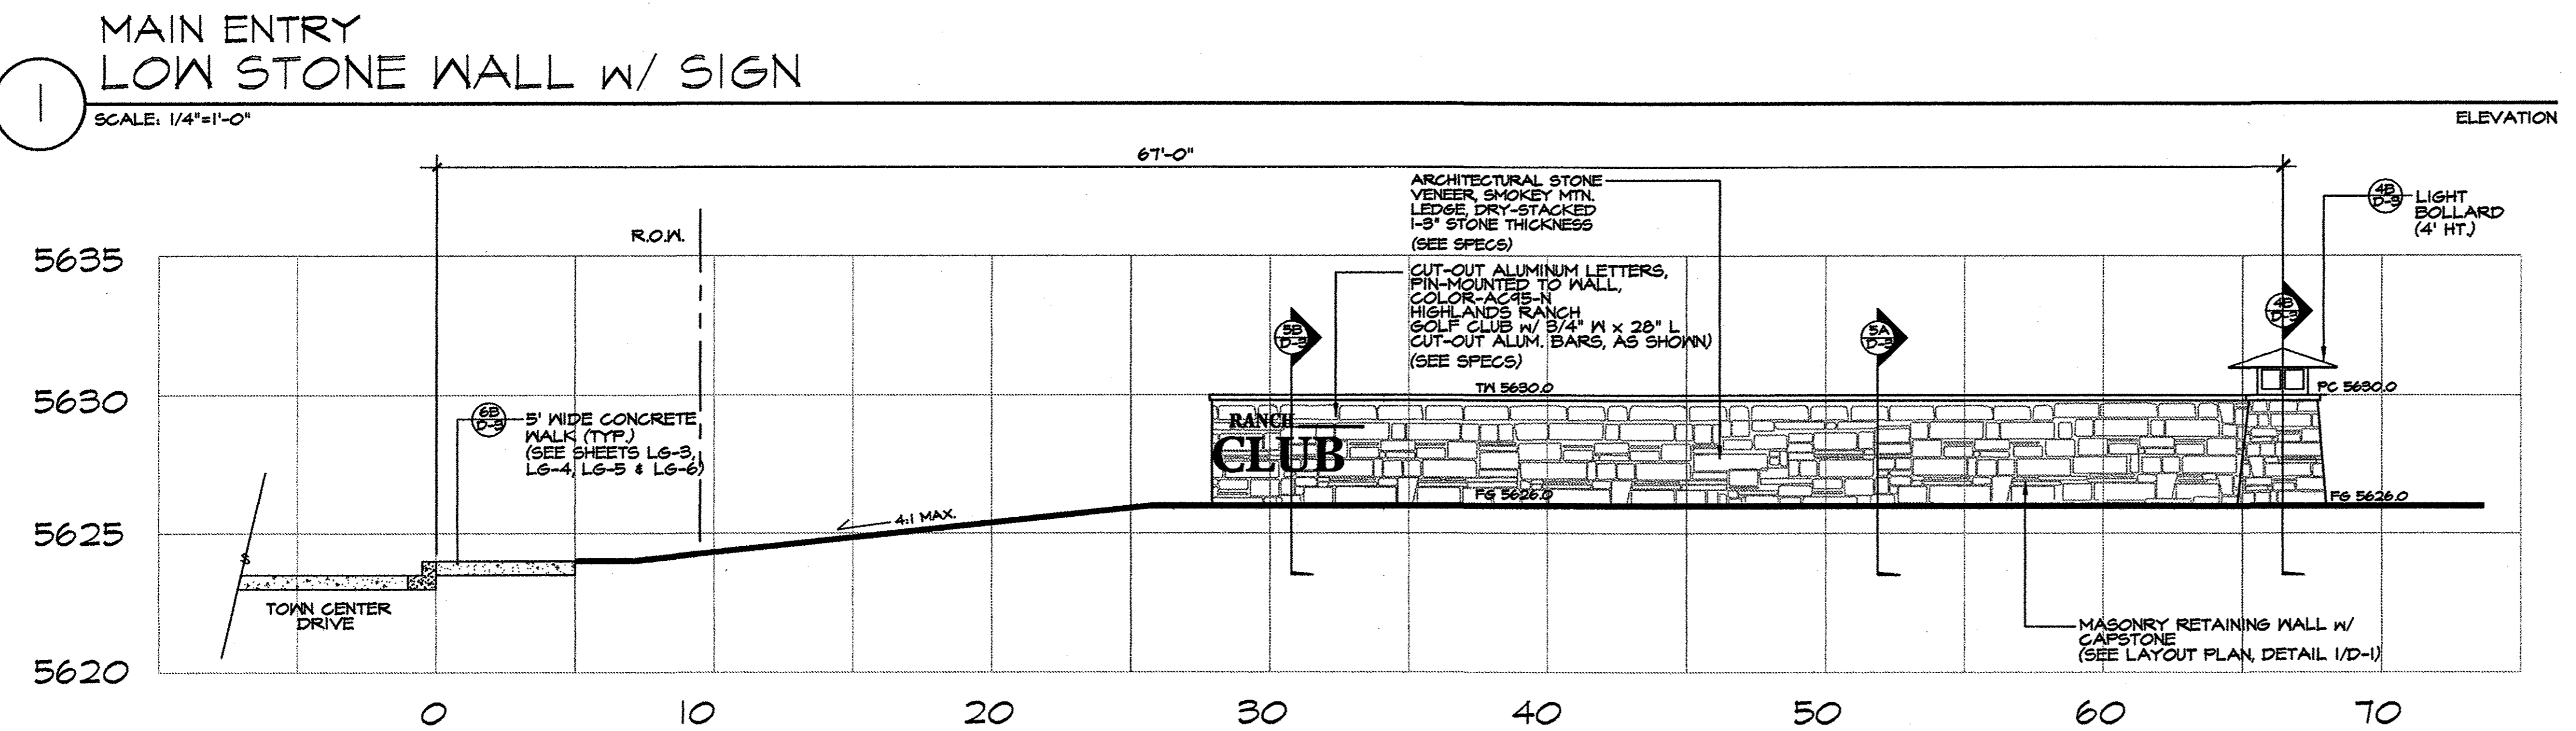 MAIN ENTRY
LOW STONE WALL w/ SIGN
1
SCALE: 1/4"=1'-0"
ELEVATION
67'-0"
ARCHITECTURAL STONE
VENEER, SMOKEY MTN.
LEDGE, DRY-STACKED
1-3" STONE THICKNESS
(SEE SPECS)
4B
D-3
LIGHT
BOLLARD
(4' HT.)
R.O.W.
5635
CUT-OUT ALUMINUM LETTERS,
PIN-MOUNTED TO WALL,
COLOR-AC95-N
HIGHLANDS RANCH
GOLF CLUB w/ 3/4" W x 28" L
CUT-OUT ALUM. BARS, AS SHOWN)
(SEE SPECS)
5B
D-3
5A
D-3
4B
D-3
5630
TW 5630.0
PC 5630.0
6B
D-3
5' WIDE CONCRETE
WALK (TYP.)
(SEE SHEETS LG-3,
LG-4, LG-5 & LG-6)
RANCH
CLUB
FG 5626.0
FG 5626.0
4:1 MAX.
5625
S
TOWN CENTER
DRIVE
MASONRY RETAINING WALL w/
CAPSTONE
(SEE LAYOUT PLAN, DETAIL 1/D-1)
5620
0 10 20 30 40 50 60 70